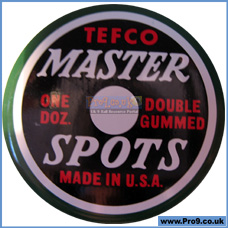 TEFCO
MASTER
ONE DOZ.
DOUBLE GUMMED
SPOTS
MADE IN U.S.A.
www.Pro9.co.uk